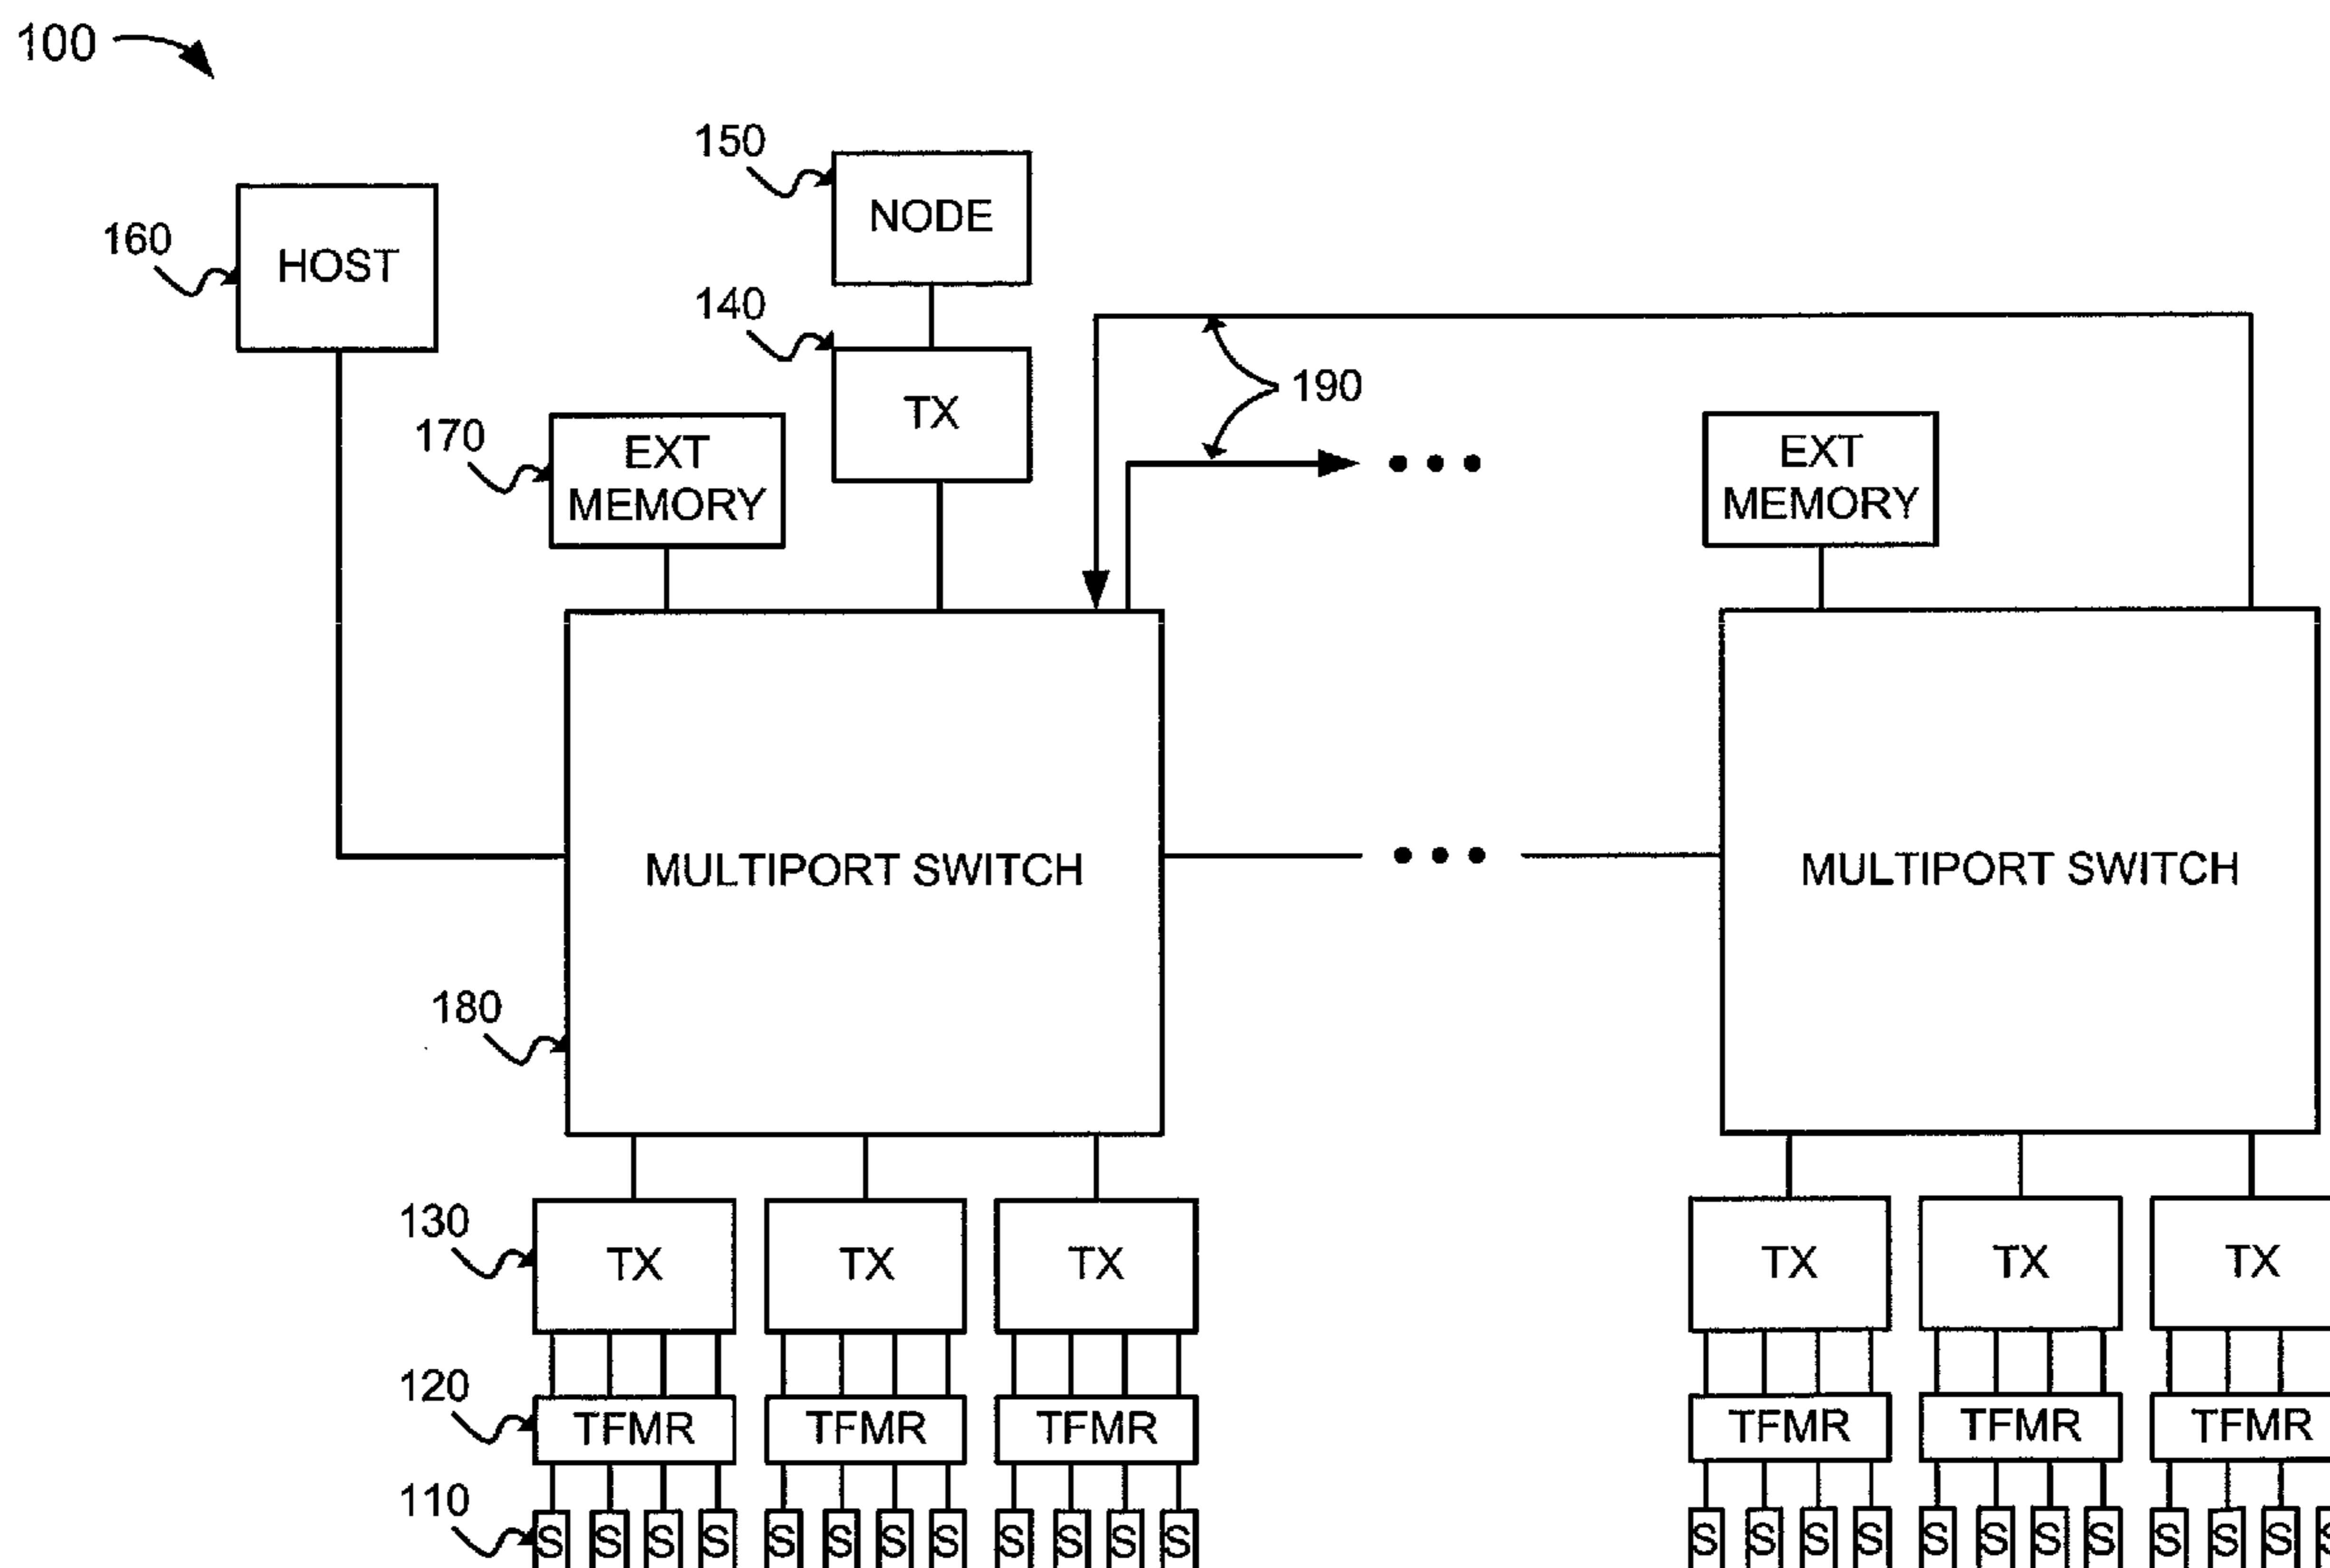 100
150
NODE
160
HOST
140
TX
190
170
EXT
MEMORY
EXT
MEMORY
MULTIPORT SWITCH
MULTIPORT SWITCH
180
130
TX TX TX TX TX TX
120
TFMR TFMR TFMR TFMR TFMR TFMR
110
S S S S S S S S S S S S S S S S S S S S S S S